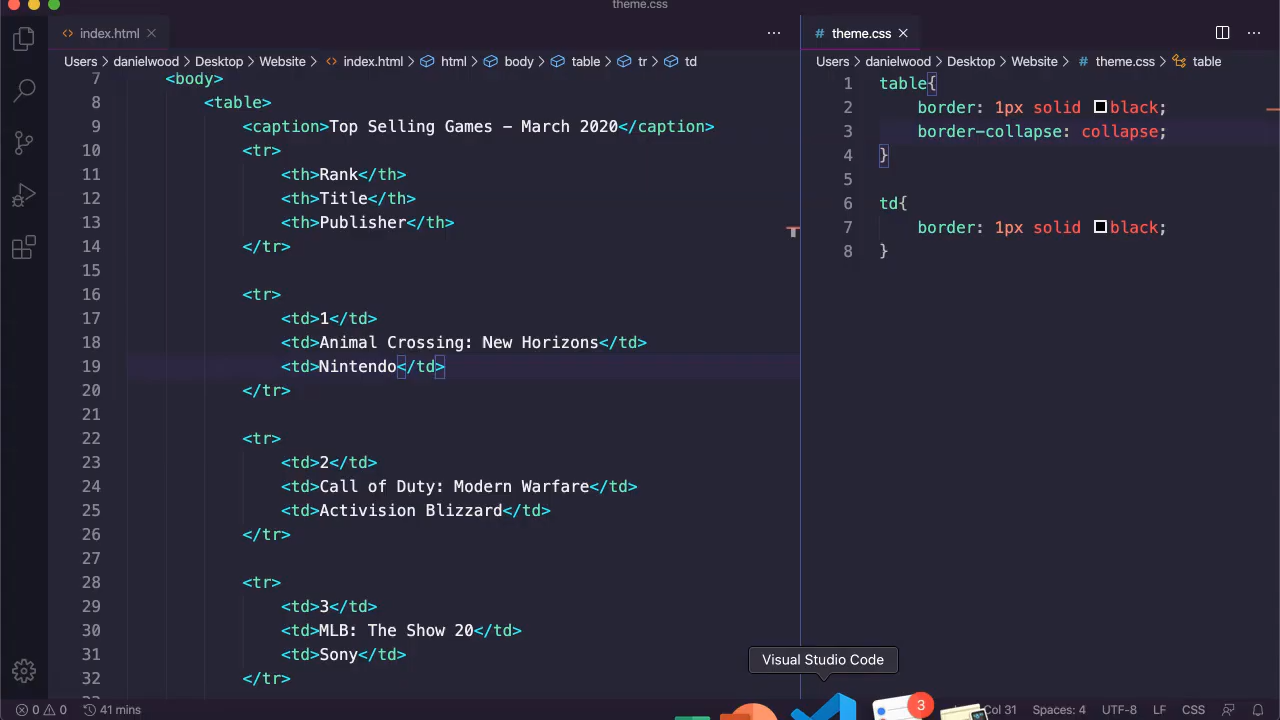 theme.css
index.html
theme.css
Users > danielwood > Desktop > Website > index.html > html > body > table > tr > td
Users > danielwood > Desktop > Website > # theme.css > table
7 <body>
8 <table>
9 <caption>Top Selling Games - March 2020</caption>
10 <tr>
11 <th>Rank</th>
12 <th>Title</th>
13 <th>Publisher</th>
14 </tr>
15
16 <tr>
17 <td>1</td>
18 <td>Animal Crossing: New Horizons</td>
19 <td>Nintendo</td>
20 </tr>
21
22 <tr>
23 <td>2</td>
24 <td>Call of Duty: Modern Warfare</td>
25 <td>Activision Blizzard</td>
26 </tr>
27
28 <tr>
29 <td>3</td>
30 <td>MLB: The Show 20</td>
31 <td>Sony</td>
32 </tr>
1 table{
2 border: 1px solid black;
3 border-collapse: collapse;
4 }
5
6 td{
7 border: 1px solid black;
8 }
Visual Studio Code
3
0 0 41 mins
Col 31 Spaces: 4 UTF-8 LF CSS